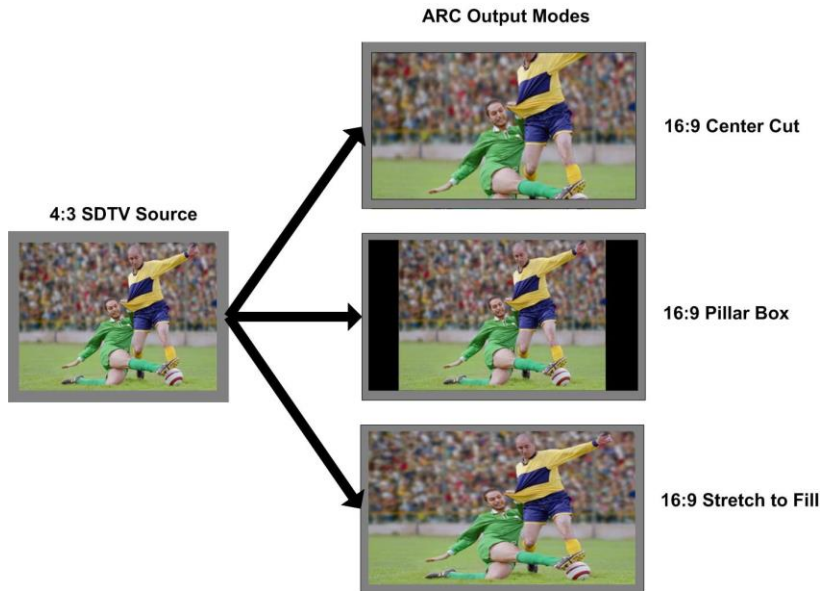 ARC Output Modes
16:9 Center Cut
4:3 SDTV Source
16:9 Pillar Box
16:9 Stretch to Fill